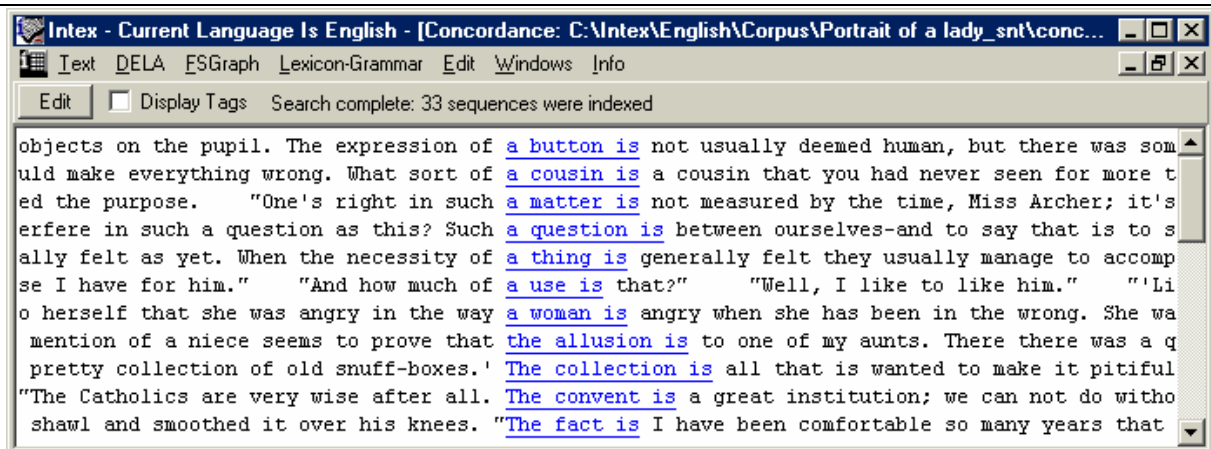 Intex - Current Language Is English - [Concordance: C:\Intex\English\Corpus\Portrait of a lady_snt\conc...
Text DELA FSGraph Lexicon-Grammar Edit Windows Info
Edit Display Tags Search complete: 33 sequences were indexed
objects on the pupil. The expression of a button is not usually deemed human, but there was som
uld make everything wrong. What sort of a cousin is a cousin that you had never seen for more t
ed the purpose. "One's right in such a matter is not measured by the time, Miss Archer; it's
erfere in such a question as this? Such a question is between ourselves-and to say that is to s
ally felt as yet. When the necessity of a thing is generally felt they usually manage to accomp
se I have for him." "And how much of a use is that?" "Well, I like to like him." "'Li
o herself that she was angry in the way a woman is angry when she has been in the wrong. She wa
mention of a niece seems to prove that the allusion is to one of my aunts. There there was a q
pretty collection of old snuff-boxes.' The collection is all that is wanted to make it pitiful
"The Catholics are very wise after all. The convent is a great institution; we can not do witho
shawl and smoothed it over his knees. "The fact is I have been comfortable so many years that